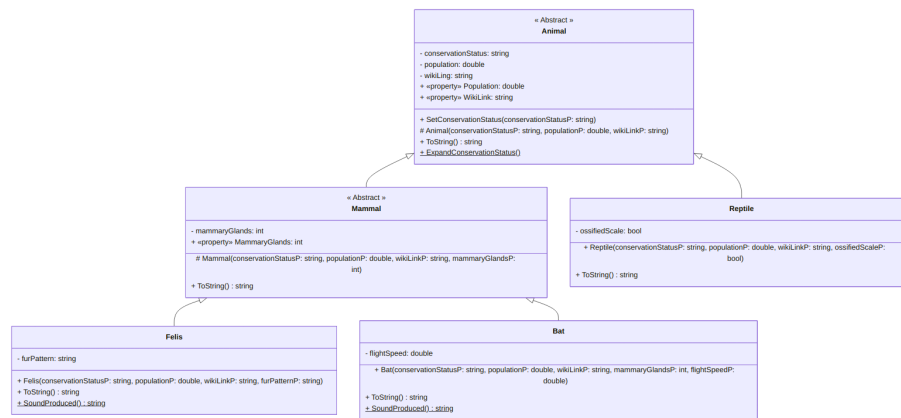 « Abstract »
Animal
- conservationStatus: string
- population: double
- wikiLing: string
+ «property» Population: double
+ «property» WikiLink: string
+ SetConservationStatus(conservationStatusP: string)
# Animal(conservationStatusP: string, populationP: double, wikiLinkP: string)
+ ToString() : string
+ ExpandConservationStatus()
« Abstract »
Mammal
- mammaryGlands: int
+ «property» MammaryGlands: int
# Mammal(conservationStatusP: string, populationP: double, wikiLinkP: string, mammaryGlandsP:
int)
+ ToString() : string
Reptile
- ossifiedScale: bool
+ Reptile(conservationStatusP: string, populationP: double, wikiLinkP: string, ossifiedScaleP:
bool)
+ ToString() : string
Felis
- furPattern: string
+ Felis(conservationStatusP: string, populationP: double, wikiLinkP: string, furPatternP: string)
+ ToString() : string
+ SoundProduced() : string
Bat
- flightSpeed: double
+ Bat(conservationStatusP: string, populationP: double, wikiLinkP: string, mammaryGlandsP: int, flightSpeedP:
double)
+ ToString() : string
+ SoundProduced() : string